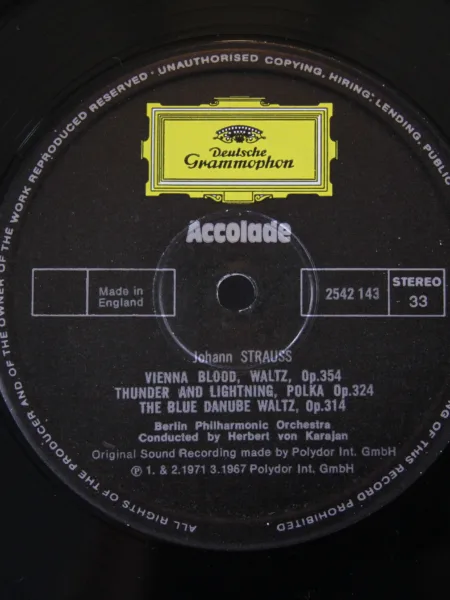 AND OF THE OWNER OF THE WORK REPRODUCED RESERVED · UNAUTHORISED COPYING, HIRING, LENDING, PUBLIC
Deutsche
Grammophon
Accolade
Made in
England
2542 143
STEREO
33
Johann STRAUSS
VIENNA BLOOD, WALTZ, Op.354
THUNDER AND LIGHTNING, POLKA Op.324
THE BLUE DANUBE WALTZ, Op.314
Berlin Philharmonic Orchestra
Conducted by Herbert von Karajan
Original Sound Recording made by Polydor Int. GmbH
Ⓟ 1. & 2.1971 3.1967 Polydor Int. GmbH
ALL RIGHTS OF THE PRODUCER
OF THIS RECORD PROHIBITED